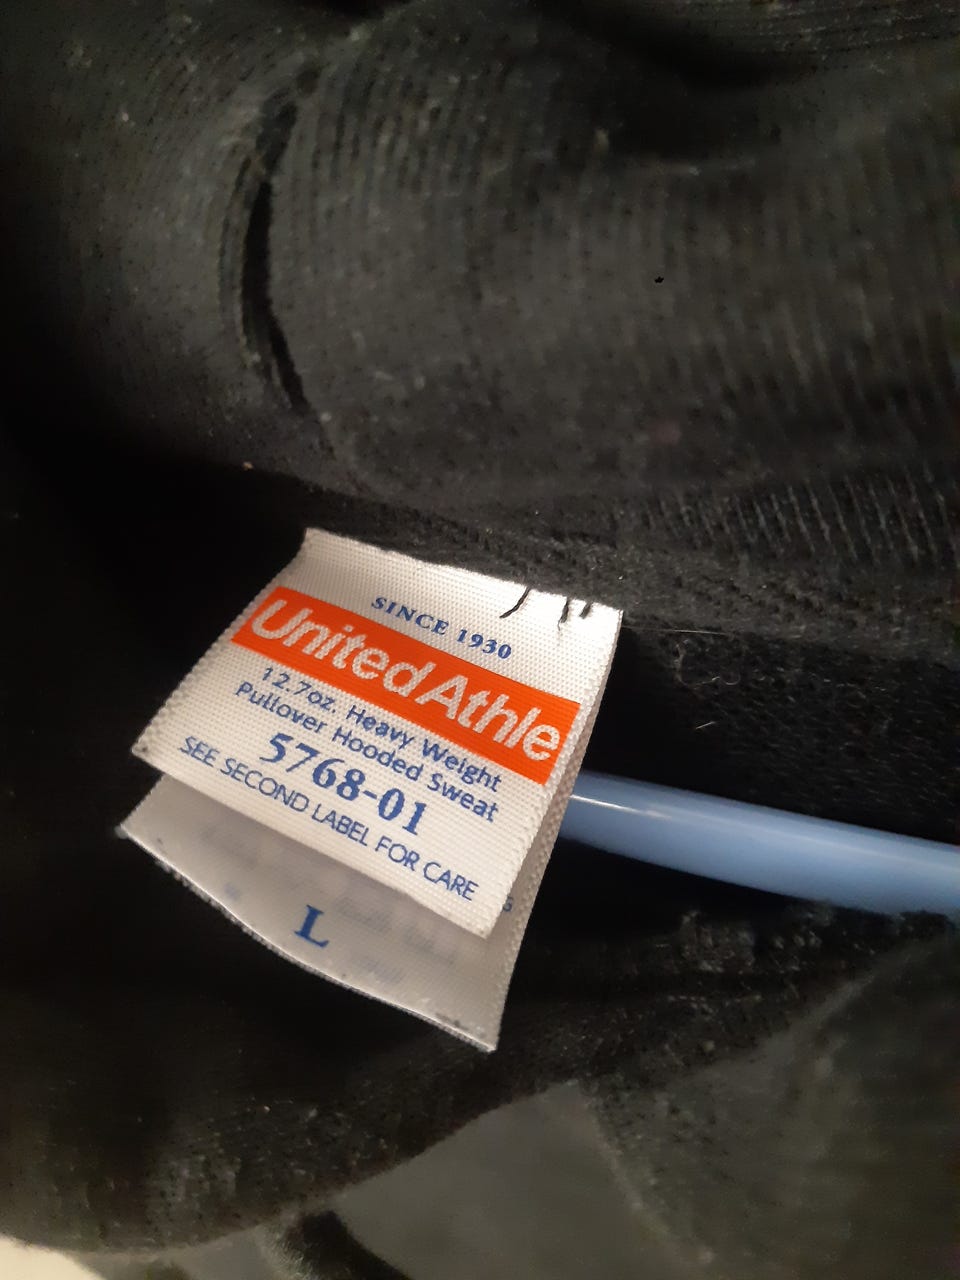 SINCE 1930
UnitedAthle
12.7oz. Heavy Weight
Pullover Hooded Sweat
5768-01
SEE SECOND LABEL FOR CARE
L